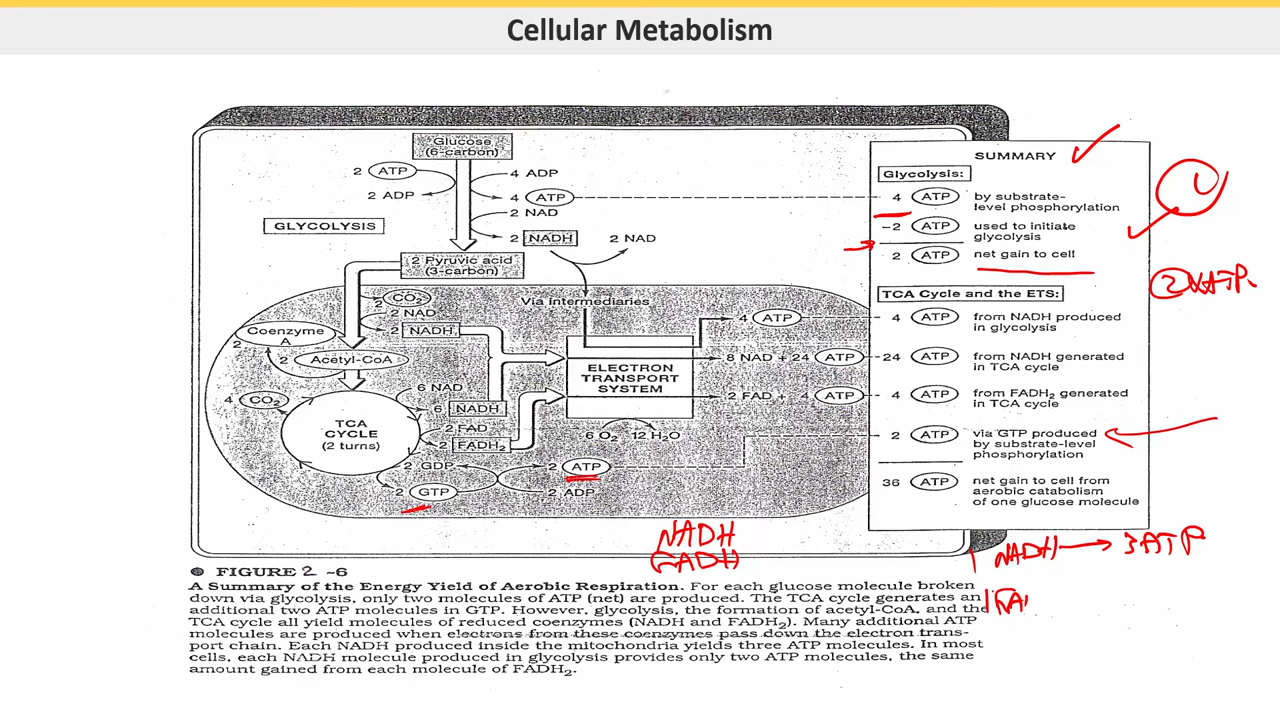 Cellular Metabolism
Glucose
(6-carbon)
2 ATP
2 ADP
4 ADP
4 ATP
2 NAD
2 NADH
2 NAD
GLYCOLYSIS
2 Pyruvic acid
(3-carbon)
CO₂
2 NAD
2 NADH
Via Intermediaries
Coenzyme
A
2
2 Acetyl-CoA
4 CO₂
TCA
CYCLE
(2 turns)
6 NAD
6 NADH
2 FAD
2 FADH₂
2 GDP
2 GTP
2 ATP
2 ADP
ELECTRON
TRANSPORT
SYSTEM
6 O₂ 12 H₂O
4 ATP
8 NAD + 24 ATP
2 FAD + 4 ATP
SUMMARY
Glycolysis:
4 ATP by substrate-
level phosphorylation
-2 ATP used to initiate
glycolysis
2 ATP net gain to cell
TCA Cycle and the ETS:
4 ATP from NADH produced
in glycolysis
24 ATP from NADH generated
in TCA cycle
4 ATP from FADH₂ generated
in TCA cycle
2 ATP via GTP produced
by substrate-level
phosphorylation
36 ATP net gain to cell from
aerobic catabolism
of one glucose molecule
NADH
FADH
1 NADH → 3 ATP
FIGURE 2-6
A Summary of the Energy Yield of Aerobic Respiration. For each glucose molecule broken
down via glycolysis, only two molecules of ATP (net) are produced. The TCA cycle generates an
additional two ATP molecules in GTP. However, glycolysis, the formation of acetyl-CoA, and the
TCA cycle all yield molecules of reduced coenzymes (NADH and FADH₂). Many additional ATP
molecules are produced when electrons from these coenzymes pass down the electron trans-
port chain. Each NADH produced inside the mitochondria yields three ATP molecules. In most
cells, each NADH molecule produced in glycolysis provides only two ATP molecules, the same
amount gained from each molecule of FADH₂.